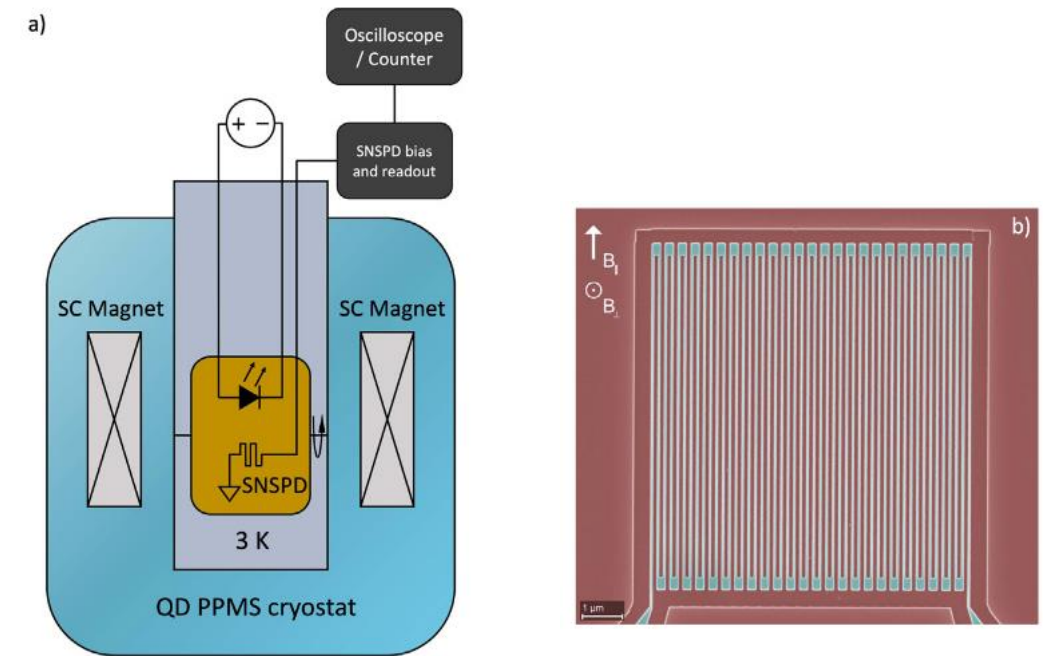 a)
Oscilloscope
/ Counter
+ −
SNSPD bias
and readout
SC Magnet
SC Magnet
SNSPD
3 K
QD PPMS cryostat
b)
B∥
B⊥
1 µm